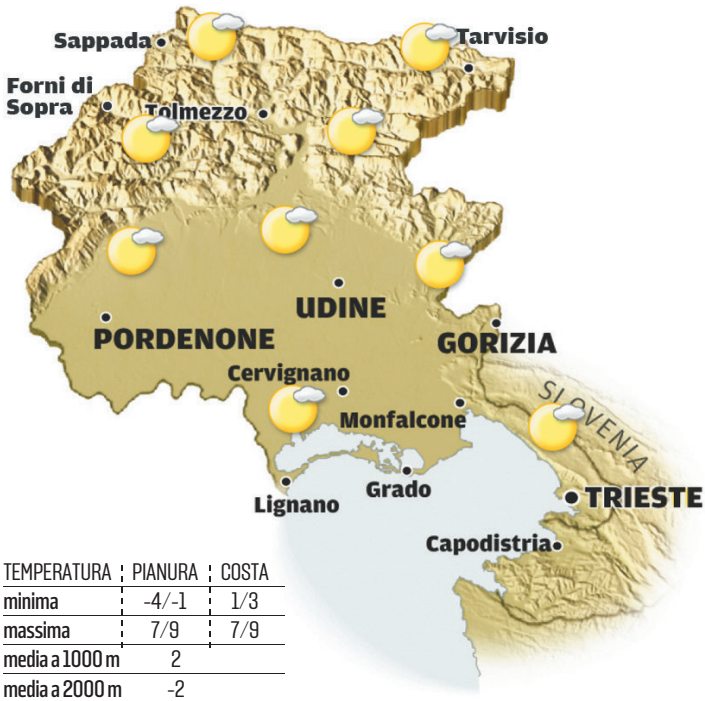 Sappada
Tarvisio
Forni di
Sopra
Tolmezzo
UDINE
PORDENONE
GORIZIA
Cervignano
SLOVENIA
Monfalcone
Grado
Lignano
TRIESTE
Capodistria
TEMPERATURA PIANURA COSTA
minima -4/-1 1/3
massima 7/9 7/9
media a 1000 m 2
media a 2000 m -2